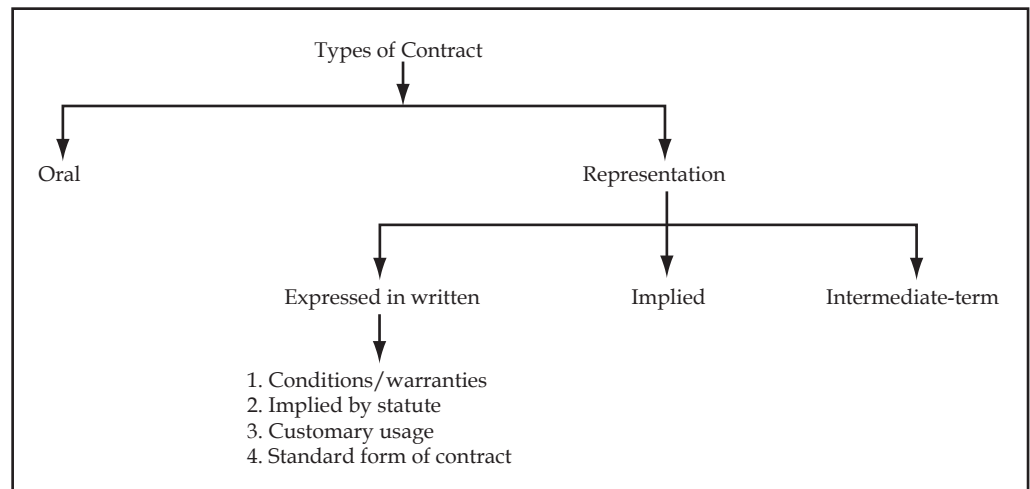 Types of Contract
Oral
Representation
Expressed in written
Implied
Intermediate-term
1. Conditions/warranties
2. Implied by statute
3. Customary usage
4. Standard form of contract